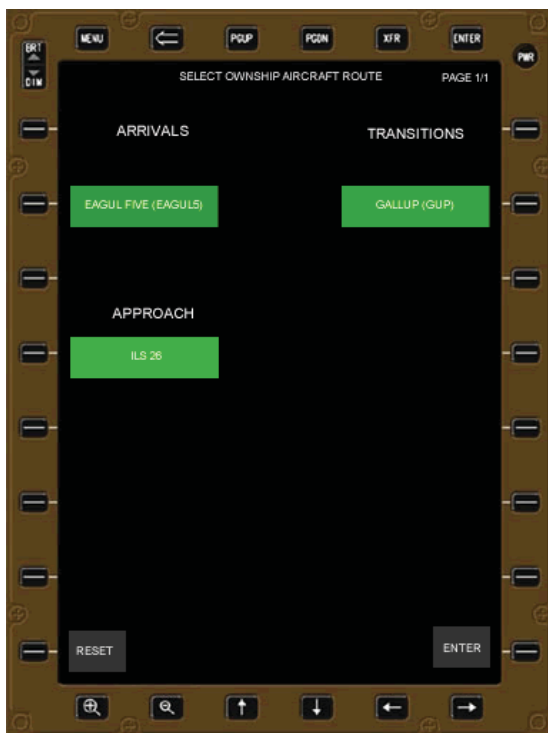 MENU PGUP PGDN XFR ENTER
BRT
DIM
PWR
SELECT OWNSHIP AIRCRAFT ROUTE PAGE 1/1
ARRIVALS TRANSITIONS
EAGUL FIVE (EAGUL5) GALLUP (GUP)
APPROACH
ILS 26
RESET ENTER